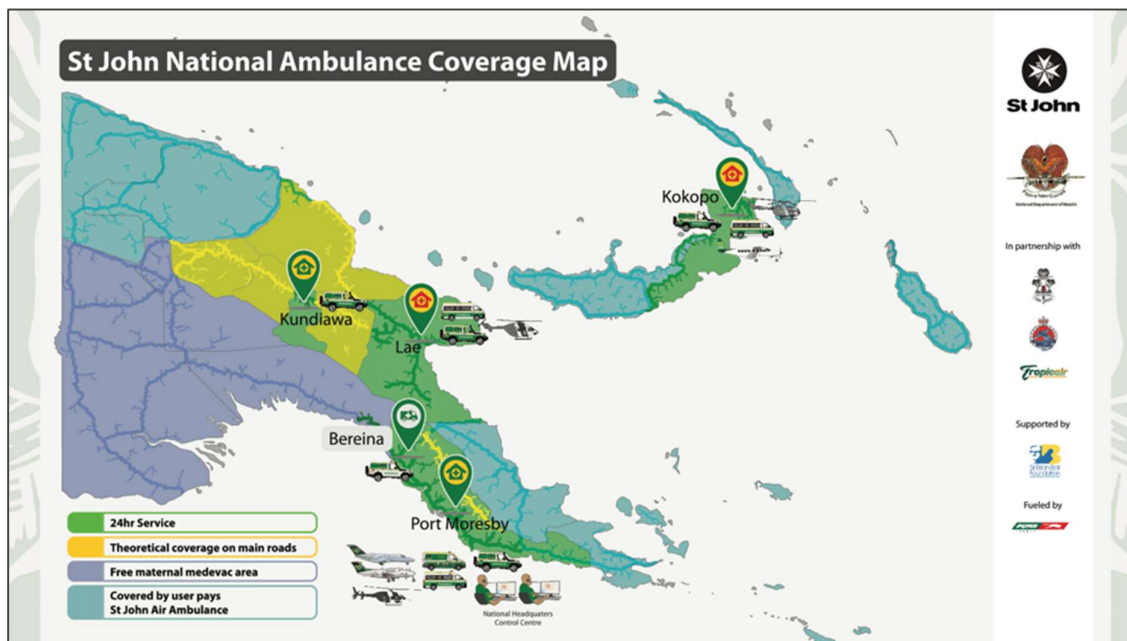 St John National Ambulance Coverage Map
St John
National Department of Health
In partnership with
Tropicair
Supported by
Foundation
Fueled by
Kokopo
Kundiawa
Lae
Bereina
Port Moresby
24hr Service
Theoretical coverage on main roads
Free maternal medevac area
Covered by user pays
St John Air Ambulance
National Headquaters
Control Centre